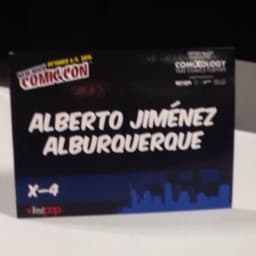 COMIC CON
COMIXOLOGY
ALBERTO JIMÉNEZ
ALBURQUERQUE
X-4